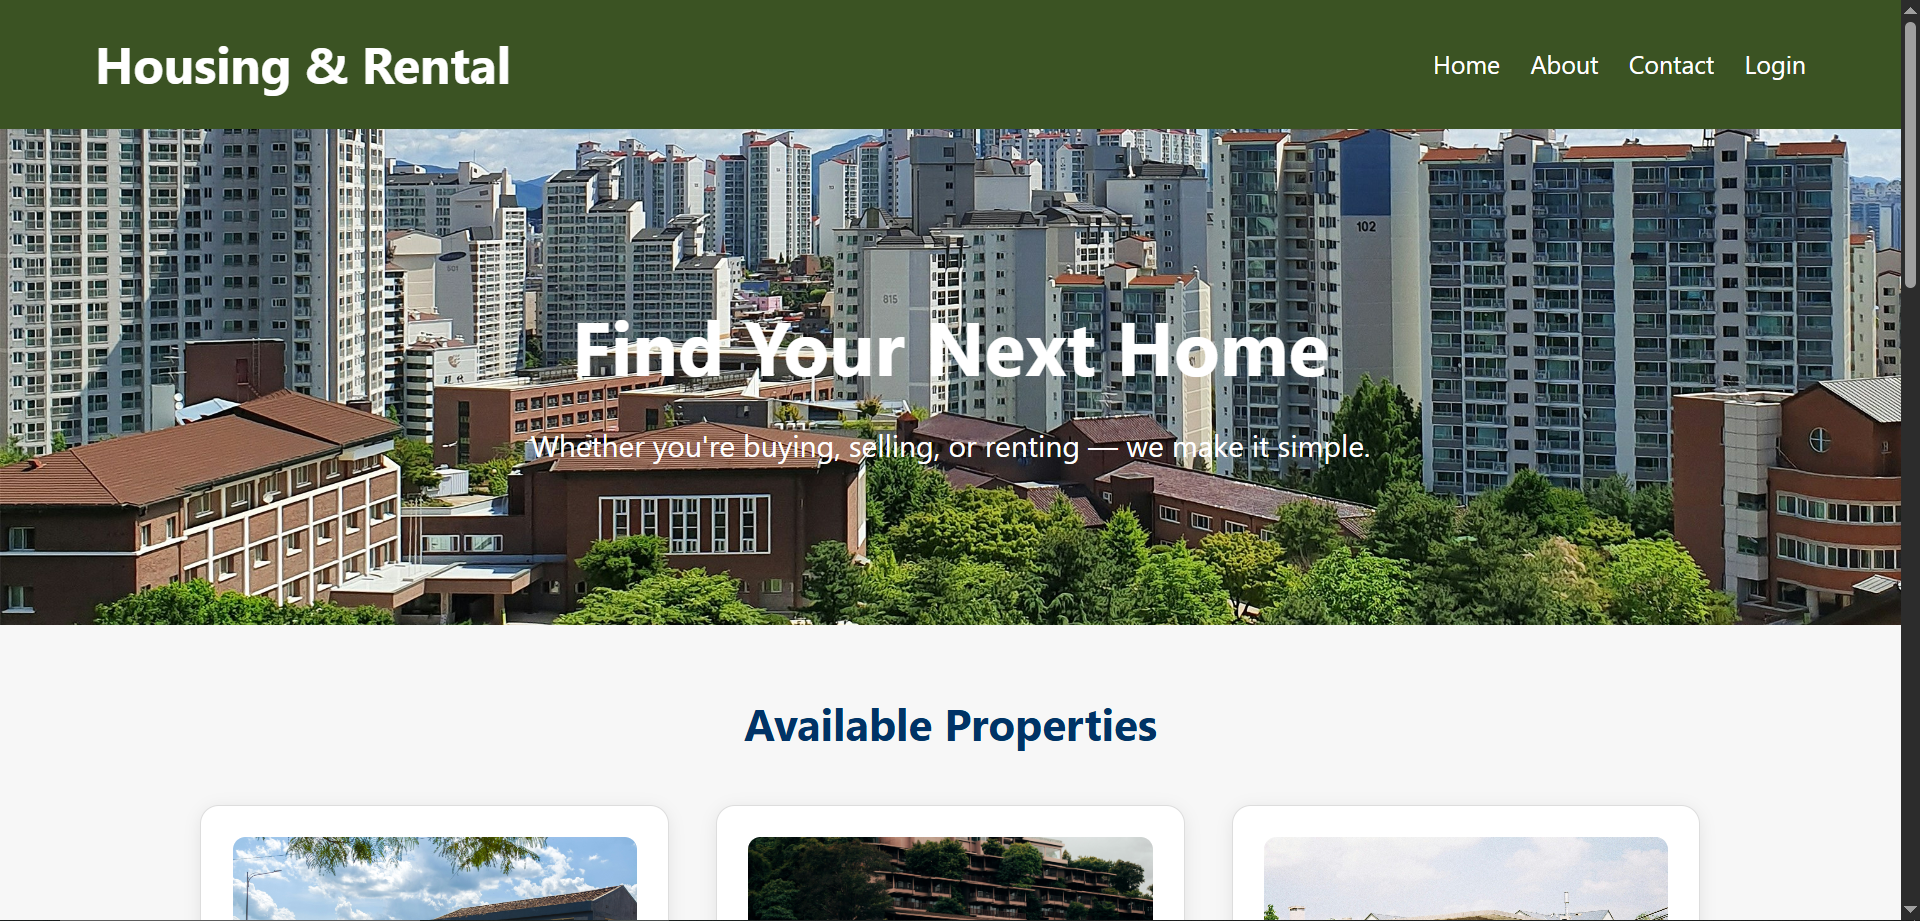 Housing & Rental
Home About Contact Login
102
501
815
Find Your Next Home
Whether you're buying, selling, or renting — we make it simple.
Available Properties